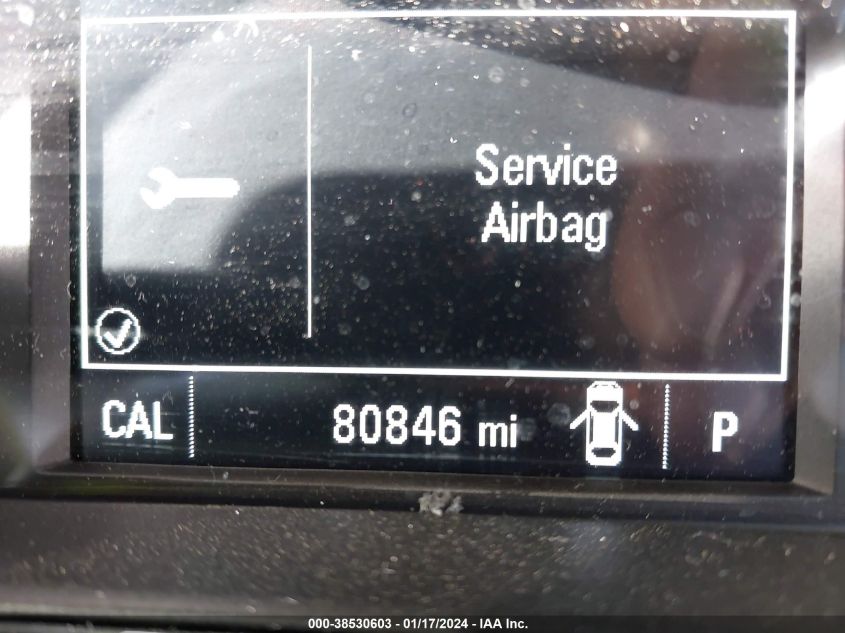 Service
Airbag
CAL 80846 mi P
000-38530603 - 01/17/2024 - IAA Inc.